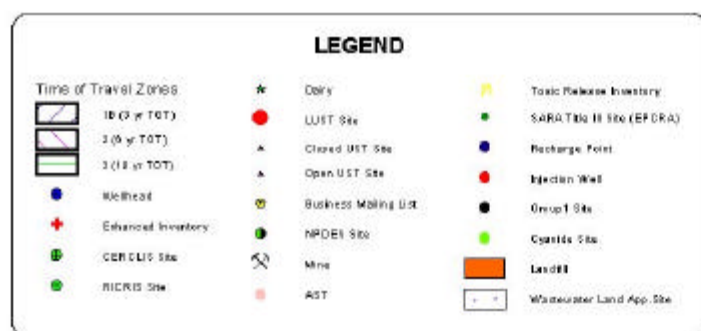 LEGEND
Time of Travel Zones
1B (3 yr TOT)
2 (6 yr TOT)
3 (10 yr TOT)
Wellhead
Enhanced Inventory
CERCLIS Site
RICRIS Site
Dairy
LUST Site
Closed UST Site
Open UST Site
Business Mailing List
NPDES Site
Mine
AST
Toxic Release Inventory
SARA Title III Site (EPCRA)
Recharge Point
Injection Well
Group1 Site
Cyanide Site
Landfill
Wastewater Land App. Site